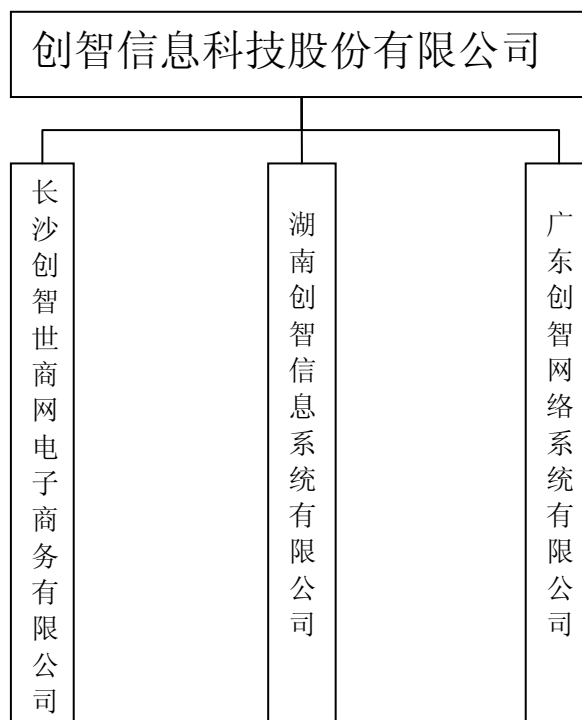 创智信息科技股份有限公司
长沙创智世商网电子商务有限公司
湖南创智信息系统有限公司
广东创智网络系统有限公司